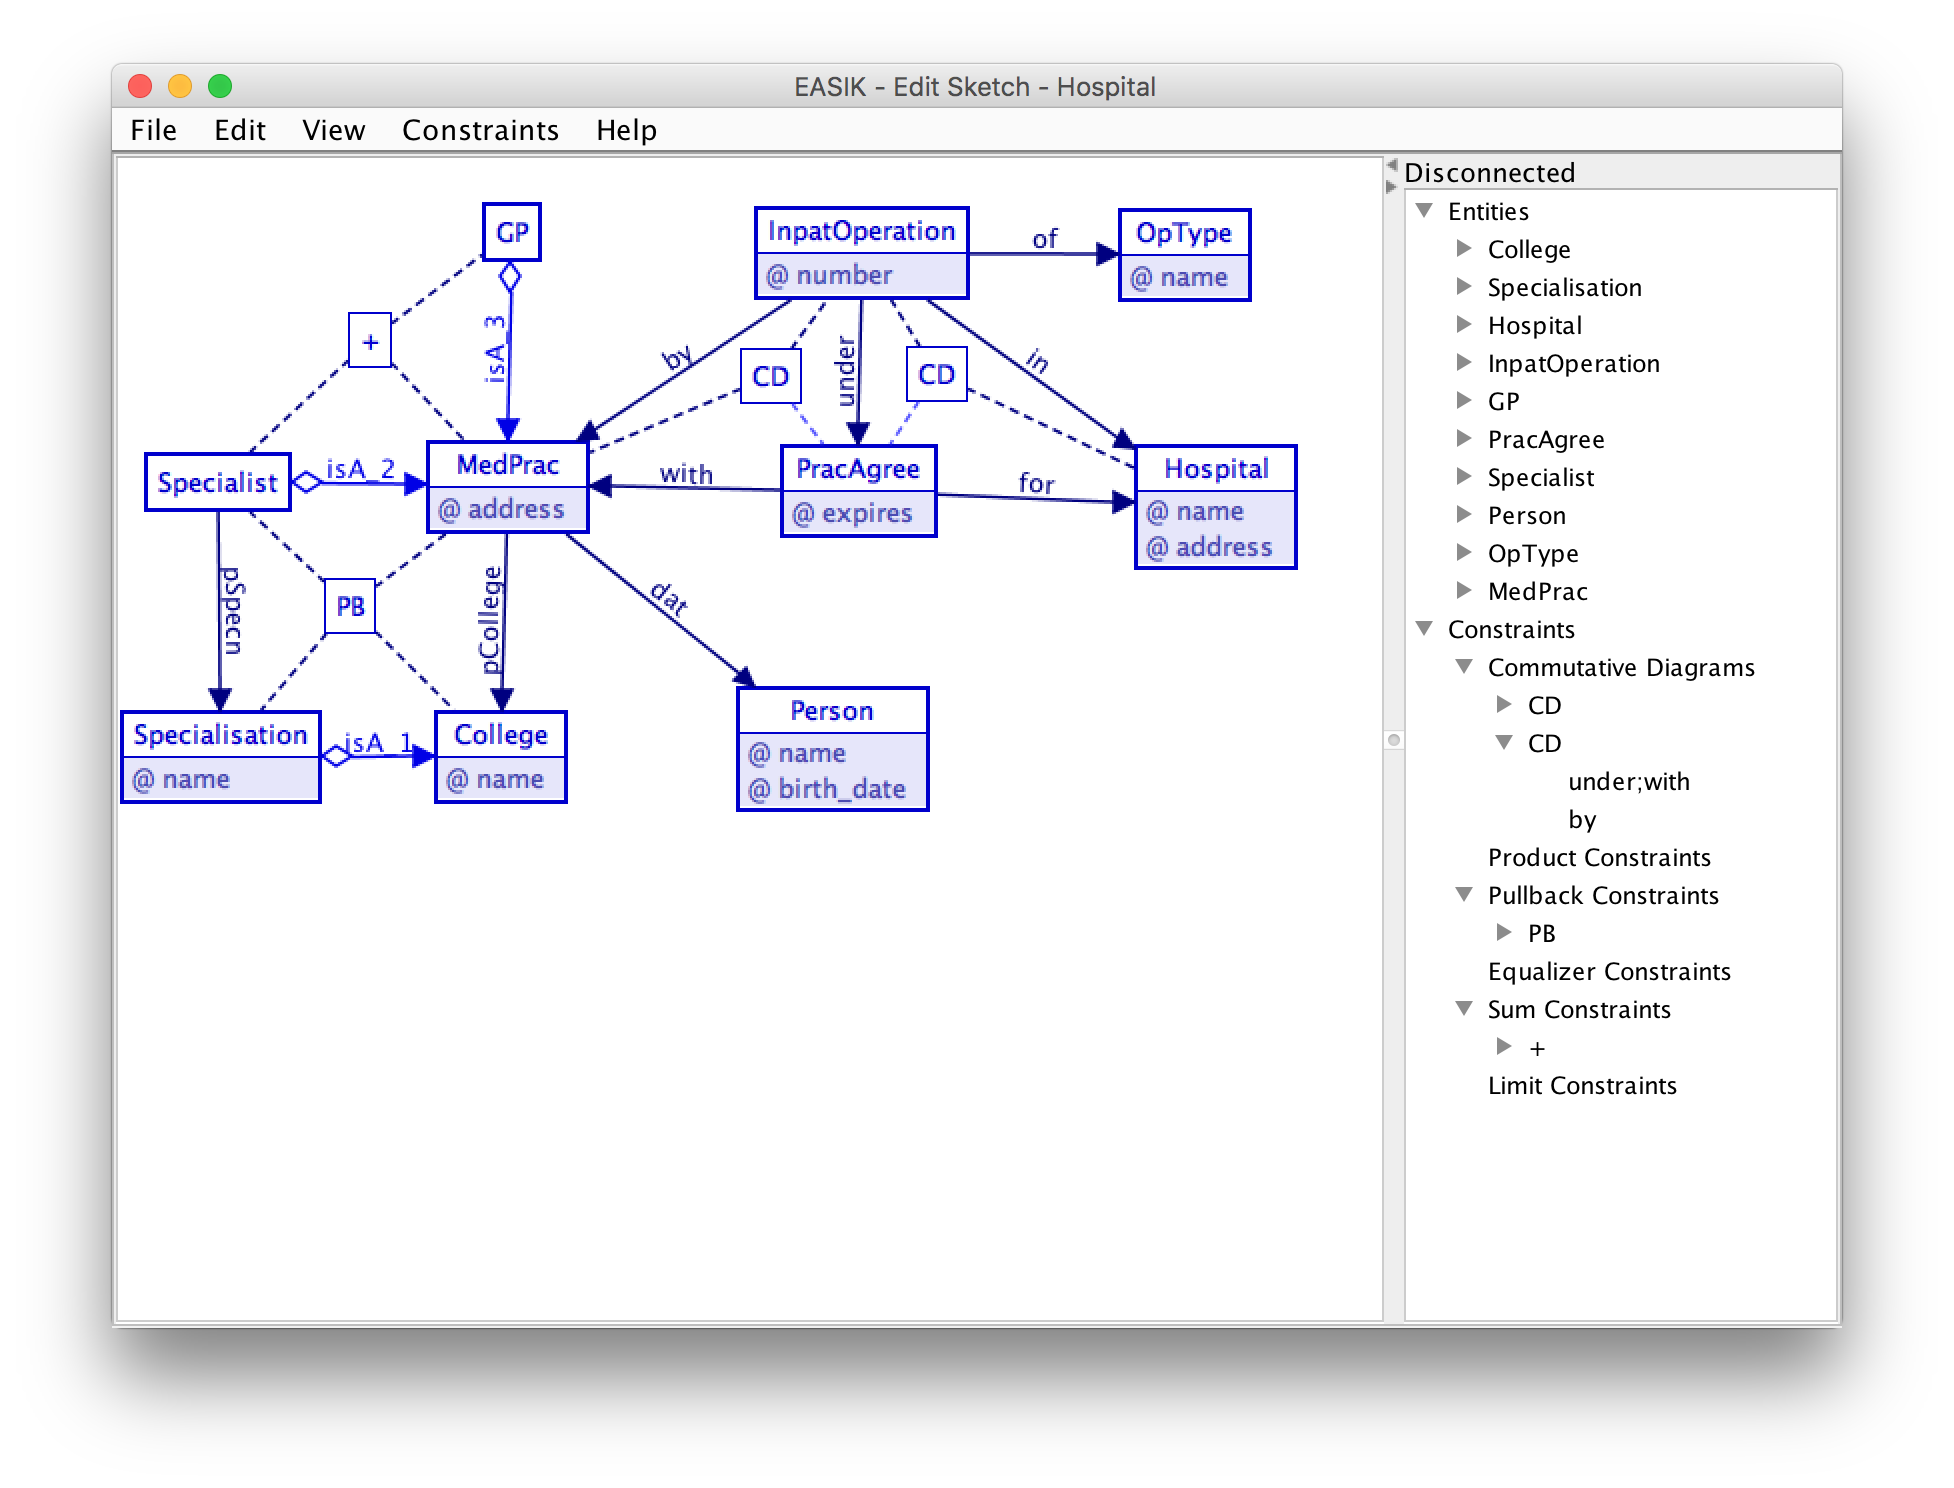 EASIK - Edit Sketch - Hospital
File Edit View Constraints Help
GP
isA_3
+
InpatOperation
@ number
of
OpType
@ name
by
CD
under
CD
in
Specialist
isA_2
MedPrac
@ address
with
PracAgree
@ expires
for
Hospital
@ name
@ address
pSpecn
PB
pCollege
dat
Specialisation
@ name
isA_1
College
@ name
Person
@ name
@ birth_date
Disconnected
Entities
College
Specialisation
Hospital
InpatOperation
GP
PracAgree
Specialist
Person
OpType
MedPrac
Constraints
Commutative Diagrams
CD
CD
under;with
by
Product Constraints
Pullback Constraints
PB
Equalizer Constraints
Sum Constraints
+
Limit Constraints